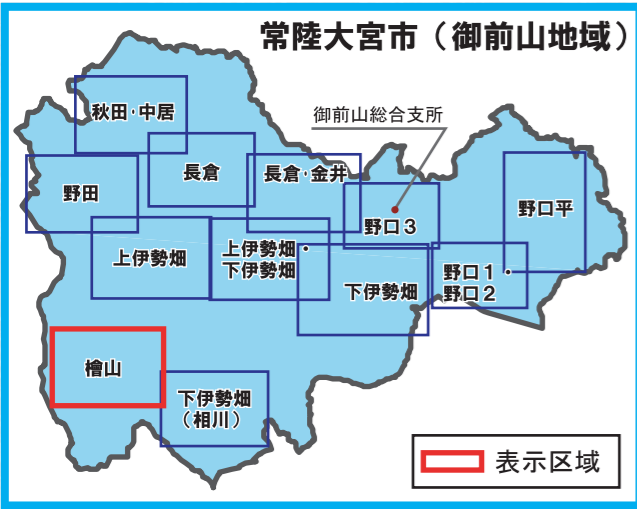 常陸大宮市（御前山地域）
御前山総合支所
秋田・中居
長倉
長倉・金井
野田
野口３
野口平
上伊勢畑
上伊勢畑
下伊勢畑
下伊勢畑
野口１
野口２
檜山
下伊勢畑
（相川）
表示区域